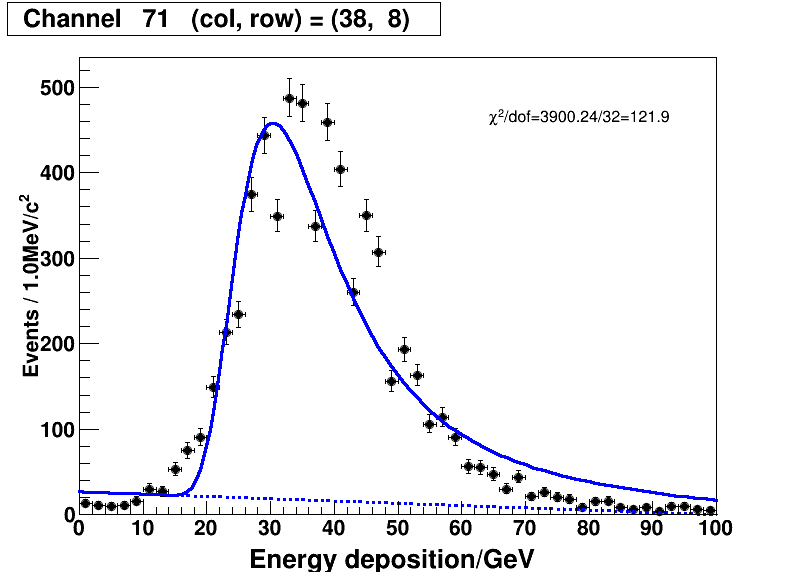 Channel 71 (col, row) = (38, 8)
χ²/dof=3900.24/32=121.9
Events / 1.0MeV/c²
500
400
300
200
100
0
0 10 20 30 40 50 60 70 80 90 100
Energy deposition/GeV